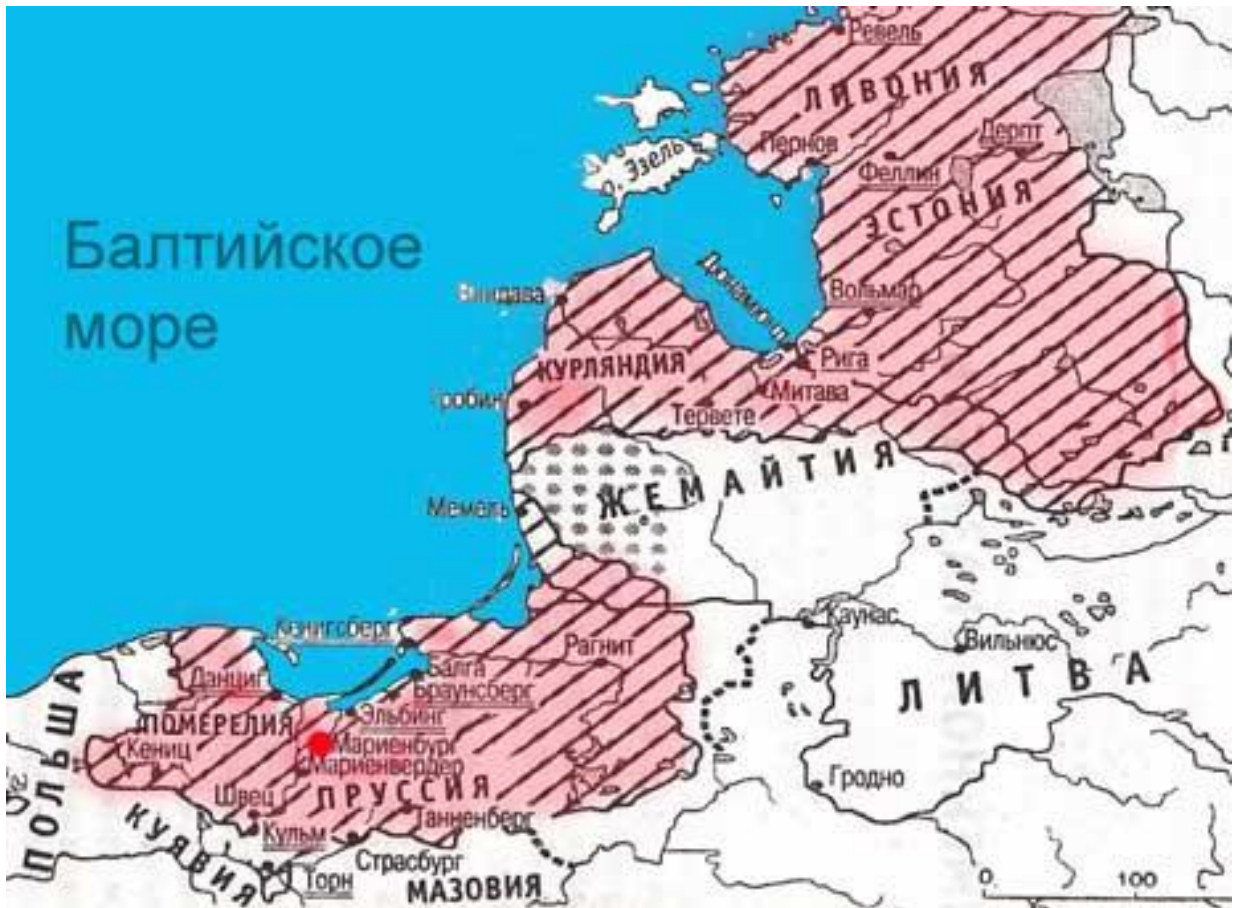 Ревель
ЛИВОНИЯ
Дерпт
Пернов
о. Эзель
Феллин
ЭСТОНИЯ
Балтийское
море
Вольмар
Рига
КУРЛЯНДИЯ
Митава
Тервете
ЖЕМАЙТИЯ
Мемель
Каунас
Кёнигсберг
Вильнюс
Рагнит
Балга
ЛИТВА
Данциг
Браунсберг
ПОЛЬША
Эльбинг
ПОМЕРЕЛИЯ
Мариенбург
Кениц
Мариенвердер
Гродно
ПРУССИЯ
Швец
Танненберг
КУЯВИЯ
Кульм
Страсбург
Торн
МАЗОВИЯ
0
100